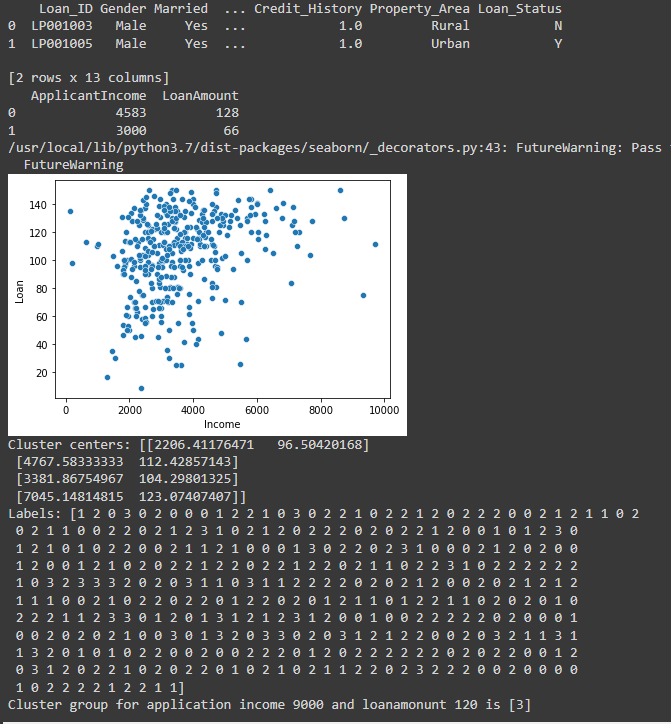 Loan_ID Gender Married ... Credit_History Property_Area Loan_Status
0 LP001003 Male Yes ... 1.0 Rural N
1 LP001005 Male Yes ... 1.0 Urban Y
[2 rows x 13 columns]
ApplicantIncome LoanAmount
0 4583 128
1 3000 66
/usr/local/lib/python3.7/dist-packages/seaborn/_decorators.py:43: FutureWarning: Pass
FutureWarning
140
120
100
80
60
40
20
Loan
0 2000 4000 6000 8000 10000
Income
Cluster centers: [[2206.41176471 96.50420168]
[4767.58333333 112.42857143]
[3381.86754967 104.29801325]
[7045.14814815 123.07407407]]
Labels: [1 2 0 3 0 2 0 0 0 1 2 2 1 0 3 0 2 2 1 0 2 2 1 2 0 2 2 2 0 0 2 1 2 1 1 0 2
0 2 1 1 0 0 2 2 0 2 1 2 3 1 0 2 1 2 0 2 2 2 0 2 0 2 2 1 2 0 0 1 0 1 2 3 0
1 2 1 0 1 0 2 2 0 0 2 1 1 2 1 0 0 0 1 3 0 2 2 0 2 3 1 0 0 0 2 1 2 0 2 0 0
1 2 0 0 1 2 1 0 2 0 2 2 1 2 2 0 2 2 1 2 2 0 2 1 1 0 2 2 3 1 0 2 2 2 2 2 2
1 0 3 2 3 3 3 2 0 2 0 3 1 1 0 3 1 1 2 2 2 2 0 2 0 2 1 2 0 0 2 0 2 1 2 1 2
1 1 1 0 0 2 1 0 2 2 0 2 2 0 1 2 2 0 2 0 1 2 1 1 0 1 2 2 1 1 0 2 0 2 0 1 0
2 2 2 1 1 2 3 3 0 1 2 0 1 3 1 2 1 2 3 1 2 0 0 1 0 0 2 2 2 2 0 2 0 0 0 0 1
0 0 2 0 2 0 2 1 0 0 3 0 1 3 2 0 3 3 0 2 0 3 1 2 1 2 2 0 0 2 0 3 2 1 1 3 1
1 3 2 0 1 0 1 0 2 2 0 0 2 0 0 2 2 2 0 1 2 0 2 2 2 2 2 2 2 0 2 2 0 0 1 2
0 3 1 2 0 2 2 1 0 2 0 2 2 0 1 0 2 1 0 2 1 1 2 2 0 2 3 2 2 2 0 0 2 0 0 0 0
1 0 2 2 2 2 1 2 2 1 1]
Cluster group for application income 9000 and loanamonunt 120 is [3]